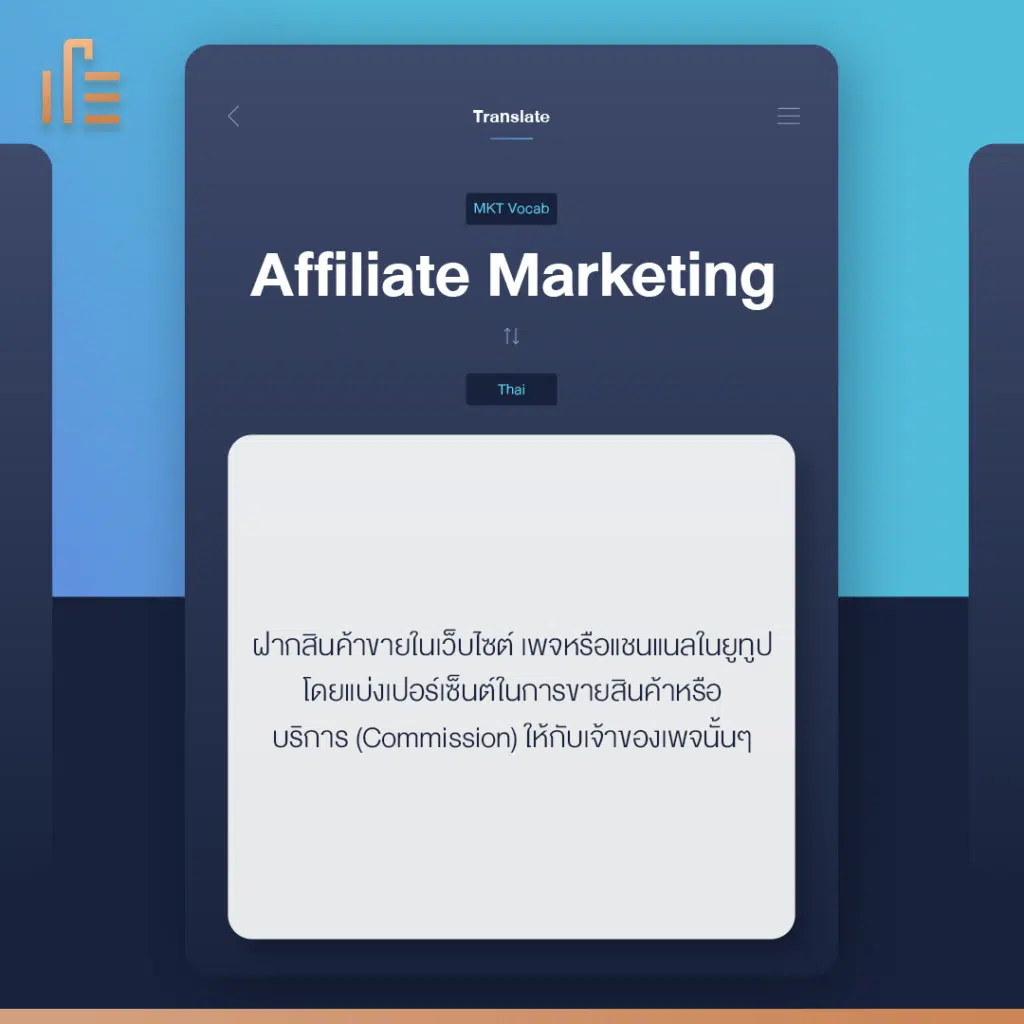 Translate
MKT Vocab
Affiliate Marketing
Thai
ฝากสินค้าขายในเว็บไซต์ เพจหรือแชนแนลในยูทูป
โดยแบ่งเปอร์เซ็นต์ในการขายสินค้าหรือ
บริการ (Commission) ให้กับเจ้าของเพจนั้นๆ